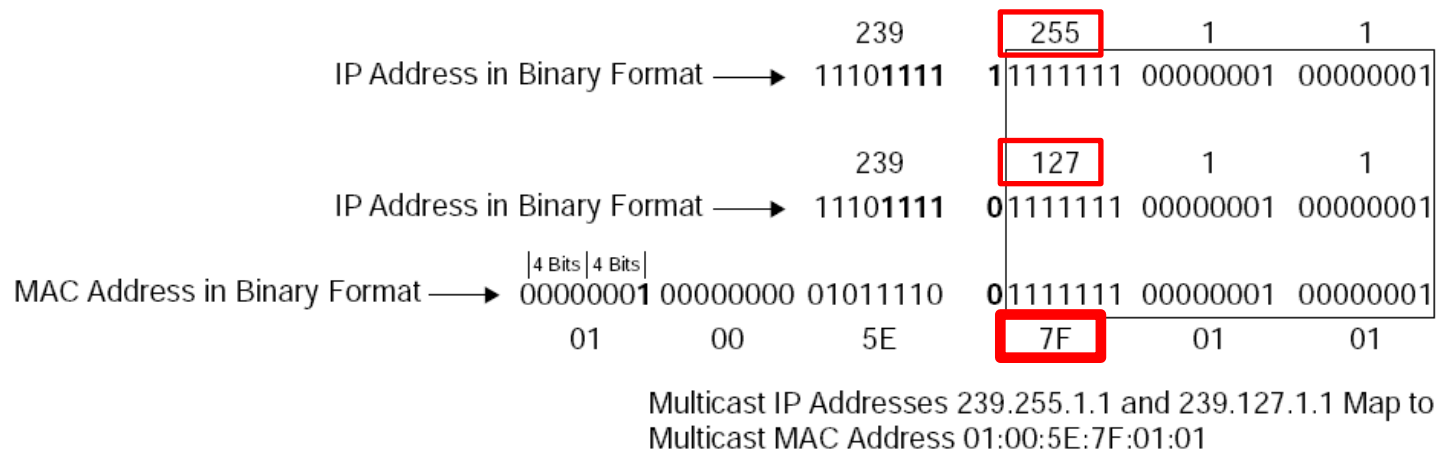 239 255 1 1
IP Address in Binary Format 11101111 11111111 00000001 00000001
239 127 1 1
IP Address in Binary Format 11101111 01111111 00000001 00000001
4 Bits 4 Bits
MAC Address in Binary Format 00000001 00000000 01011110 01111111 00000001 00000001
01 00 5E 7F 01 01
Multicast IP Addresses 239.255.1.1 and 239.127.1.1 Map to
Multicast MAC Address 01:00:5E:7F:01:01